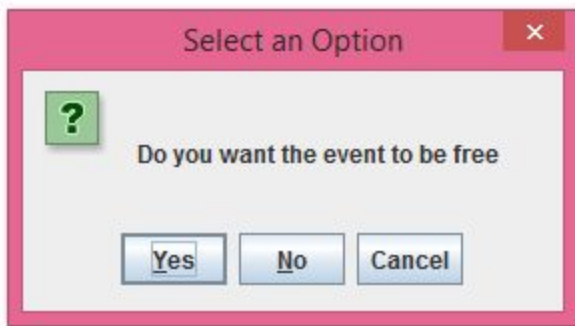 Select an Option
×
?
Do you want the event to be free
Yes No Cancel